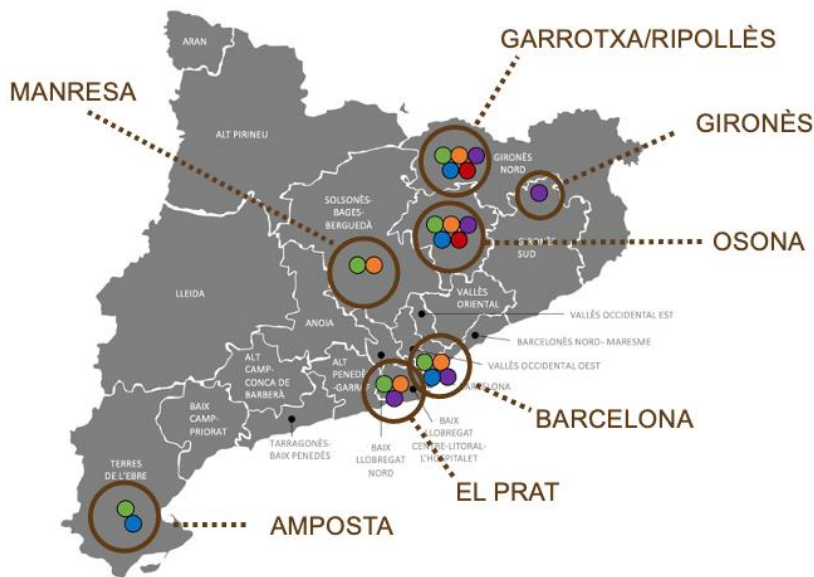 GARROTXA/RIPOLLÈS
ARAN
MANRESA
ALT PIRINEU
GIRONÈS
GIRONÈS
NORD
SOLSONÈS-
BAGES-
BERGUEDÀ
OSONA
GIRONÈS
SUD
LLEIDA
VALLÈS
ORIENTAL
VALLÈS OCCIDENTAL EST
ANOIA
BARCELONÈS NORD- MARESME
ALT
PENEDÈS
-GARRAF
VALLÈS OCCIDENTAL OEST
ALT
CAMP-
CONCA DE
BARBERÀ
BARCELONA
BARCELONA
BAIX
CAMP-
PRIORAT
TARRAGONÈS-
BAIX PENEDÈS
BAIX
LLOBREGAT
NORD
BAIX
LLOBREGAT
CENTRE-LITORAL-
L'HOSPITALET
TERRES
DE L'EBRE
EL PRAT
AMPOSTA